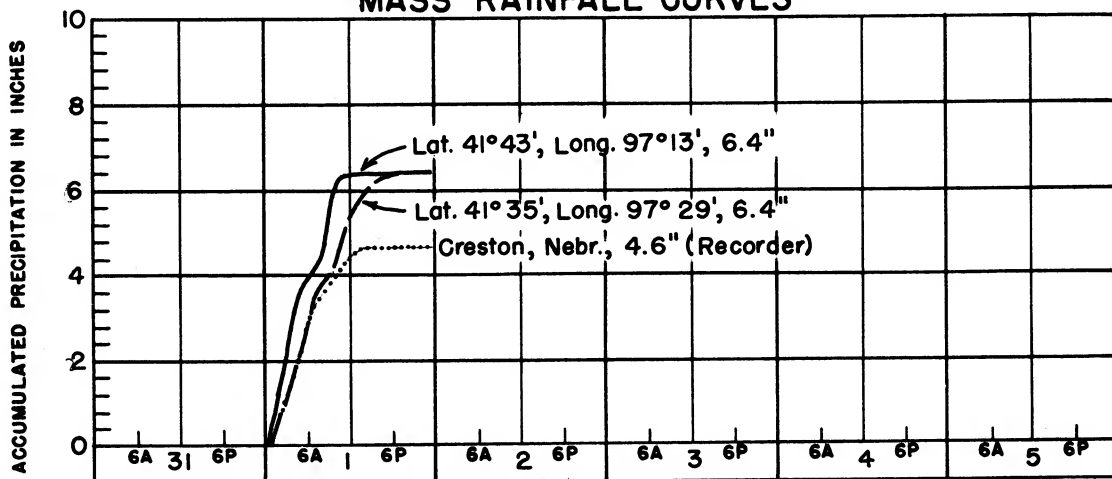 MASS RAINFALL CURVES
ACCUMULATED PRECIPITATION IN INCHES
10
8
6
4
2
0
Lat. 41°43', Long. 97°13', 6.4"
Lat. 41°35', Long. 97°29', 6.4"
Creston, Nebr., 4.6" (Recorder)
6A 31 6P 6A 1 6P 6A 2 6P 6A 3 6P 6A 4 6P 6A 5 6P